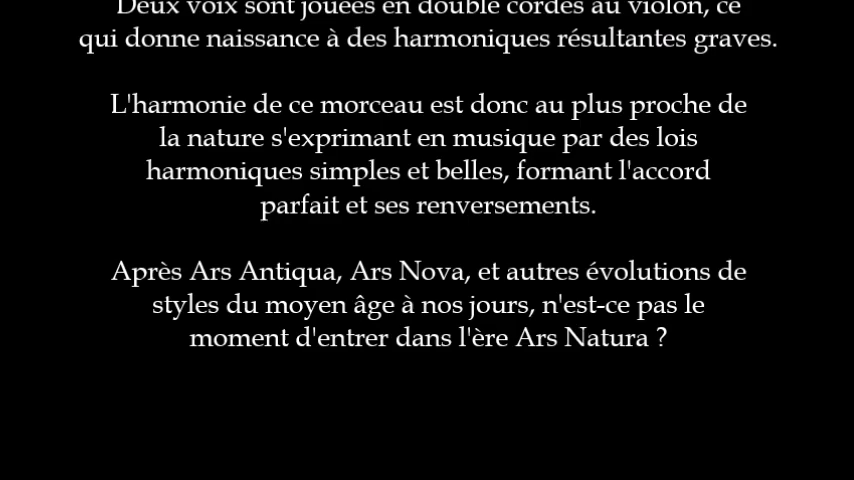 Deux voix sont jouées en double cordes au violon, ce
qui donne naissance à des harmoniques résultantes graves.
L'harmonie de ce morceau est donc au plus proche de
la nature s'exprimant en musique par des lois
harmoniques simples et belles, formant l'accord
parfait et ses renversements.
Après Ars Antiqua, Ars Nova, et autres évolutions de
styles du moyen âge à nos jours, n'est-ce pas le
moment d'entrer dans l'ère Ars Natura ?